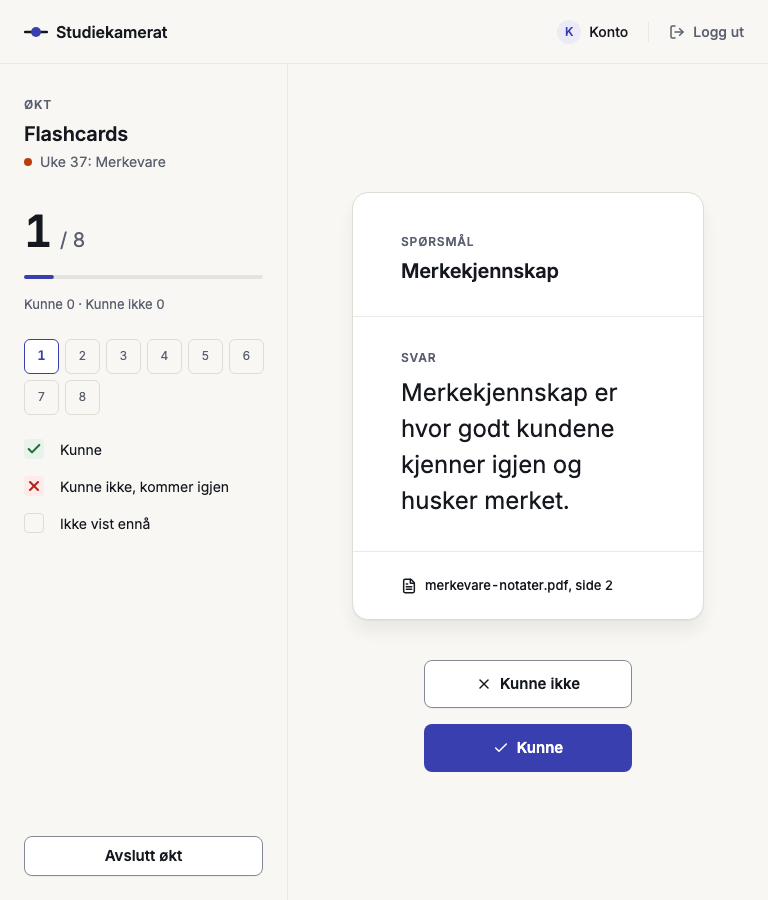 Studiekamerat
K Konto
Logg ut
ØKT
Flashcards
Uke 37: Merkevare
1 / 8
Kunne 0 · Kunne ikke 0
1 2 3 4 5 6
7 8
Kunne
Kunne ikke, kommer igjen
Ikke vist ennå
Avslutt økt
SPØRSMÅL
Merkekjennskap
SVAR
Merkekjennskap er
hvor godt kundene
kjenner igjen og
husker merket.
merkevare-notater.pdf, side 2
Kunne ikke
Kunne